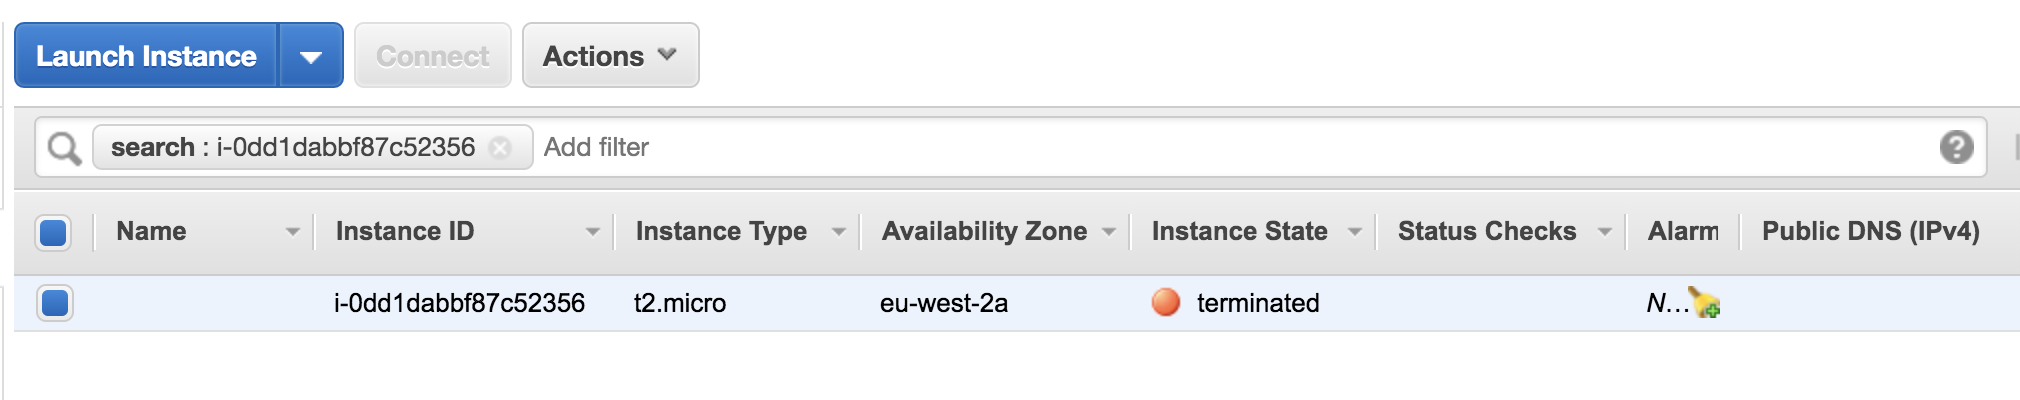 Launch Instance Connect Actions
search : i-0dd1dabbf87c52356 Add filter
Name Instance ID Instance Type Availability Zone Instance State Status Checks Alarm Public DNS (IPv4)
i-0dd1dabbf87c52356 t2.micro eu-west-2a terminated N...